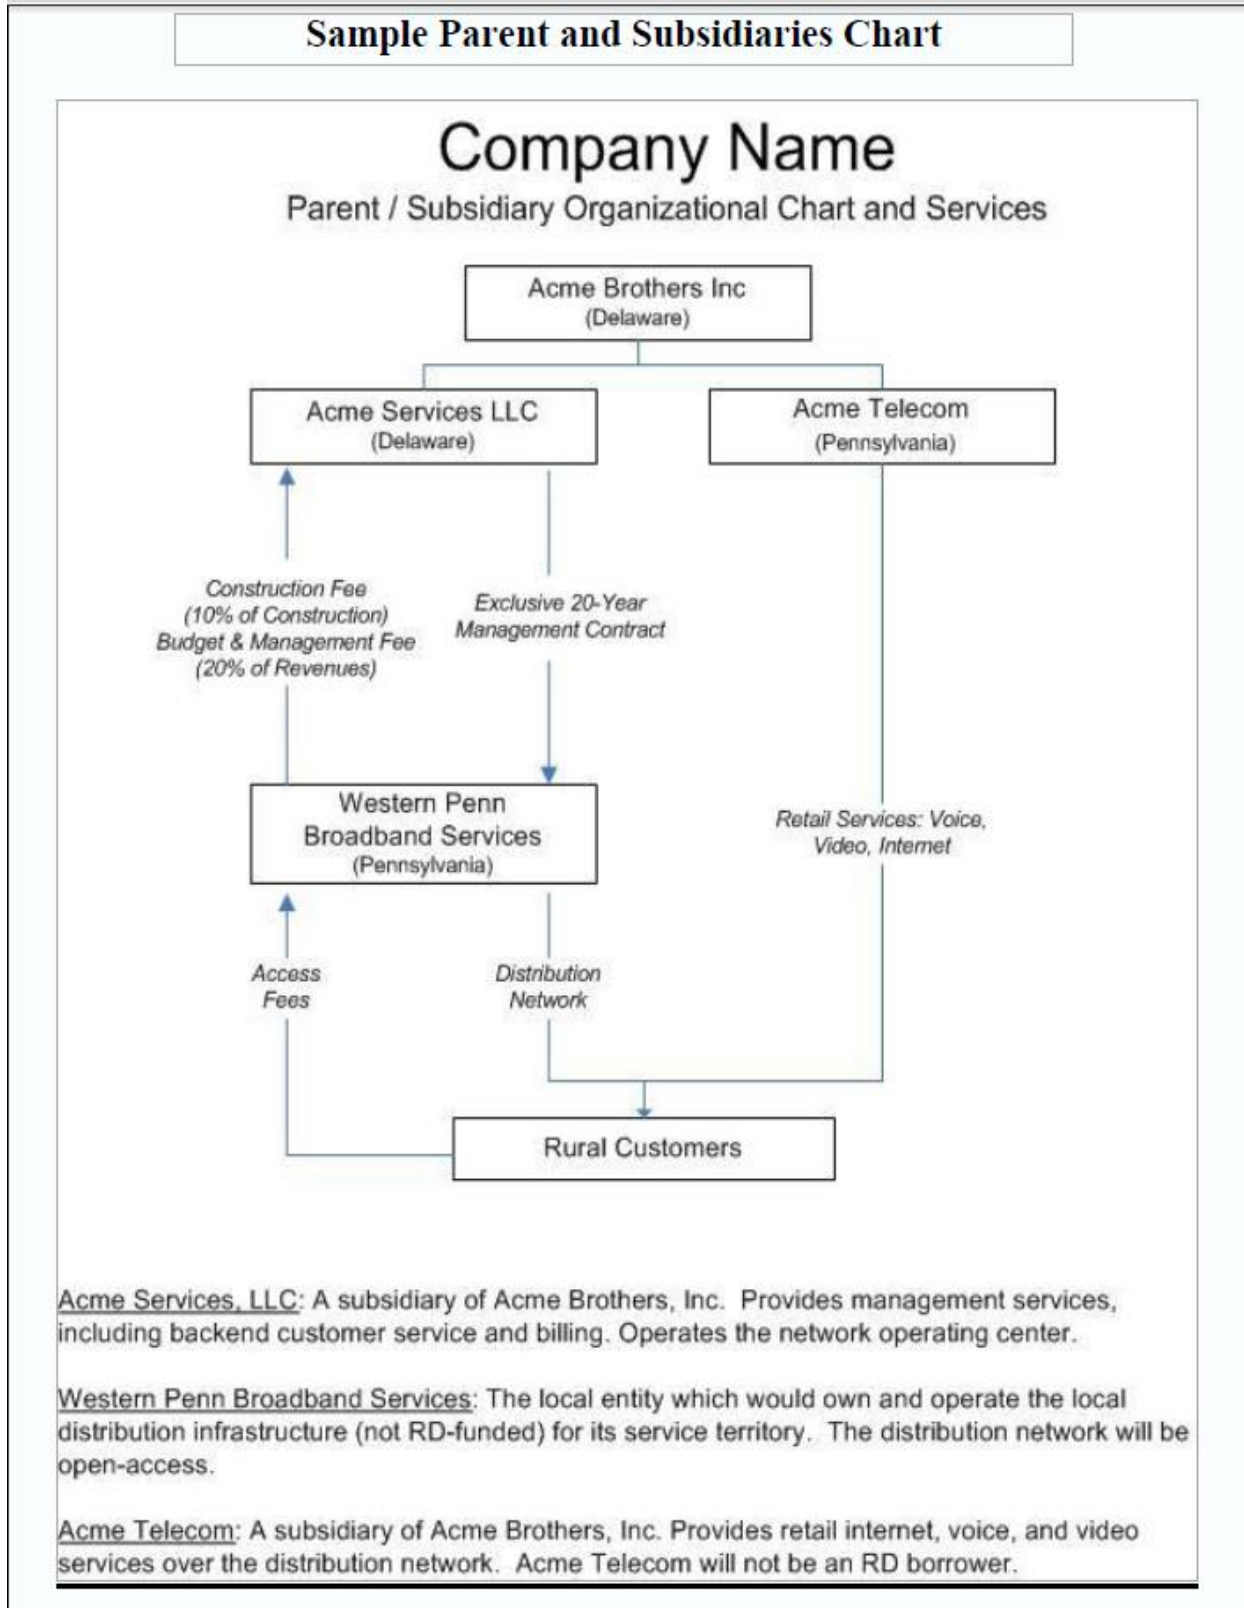 Sample Parent and Subsidiaries Chart
Company Name
Parent / Subsidiary Organizational Chart and Services
Acme Brothers Inc
(Delaware)
Acme Services LLC
(Delaware)
Acme Telecom
(Pennsylvania)
Construction Fee
(10% of Construction)
Budget & Management Fee
(20% of Revenues)
Exclusive 20-Year
Management Contract
Western Penn
Broadband Services
(Pennsylvania)
Retail Services: Voice,
Video, Internet
Access
Fees
Distribution
Network
Rural Customers
Acme Services, LLC: A subsidiary of Acme Brothers, Inc.  Provides management services,
including backend customer service and billing. Operates the network operating center.
Western Penn Broadband Services: The local entity which would own and operate the local
distribution infrastructure (not RD-funded) for its service territory.  The distribution network will be
open-access.
Acme Telecom: A subsidiary of Acme Brothers, Inc. Provides retail internet, voice, and video
services over the distribution network.  Acme Telecom will not be an RD borrower.